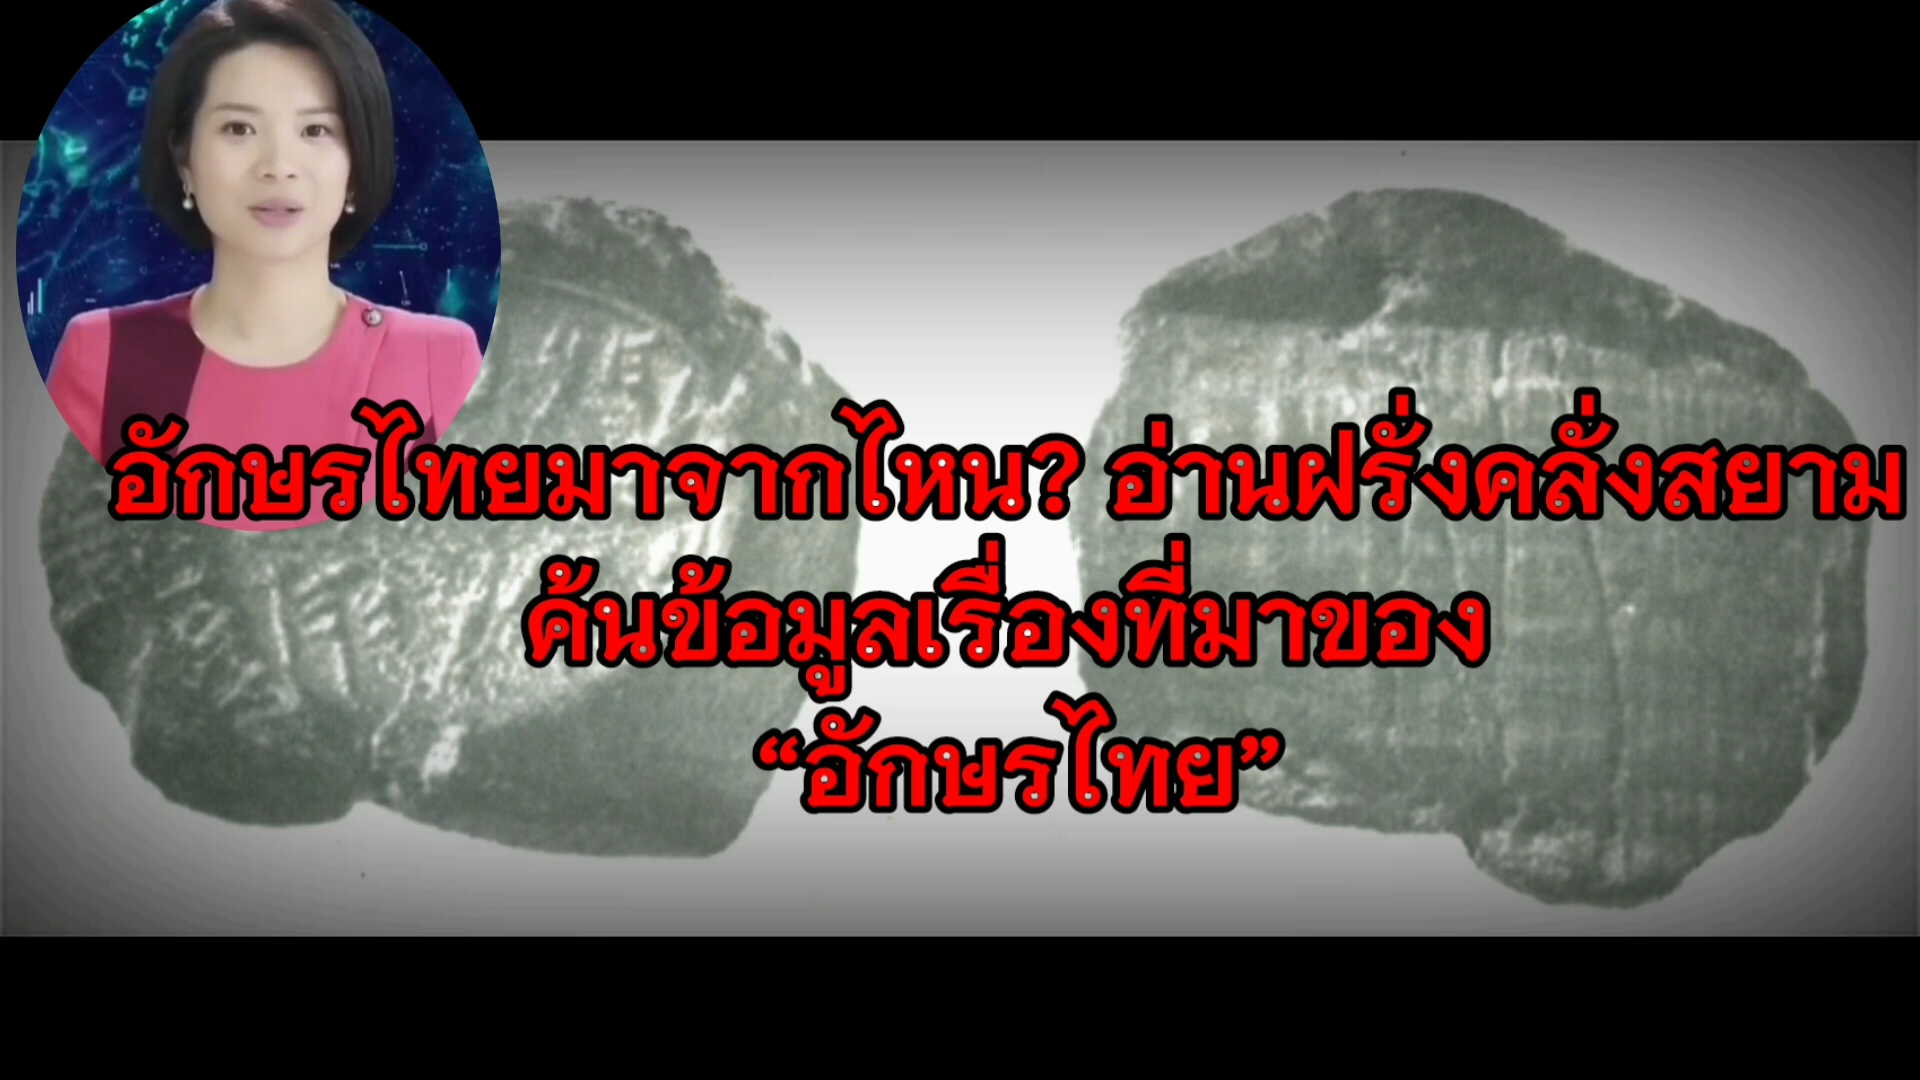 อักษรไทยมาจากไหน? อ่านฝรั่งคลั่งสยาม
ค้นข้อมูลเรื่องที่มาของ
“อักษรไทย”